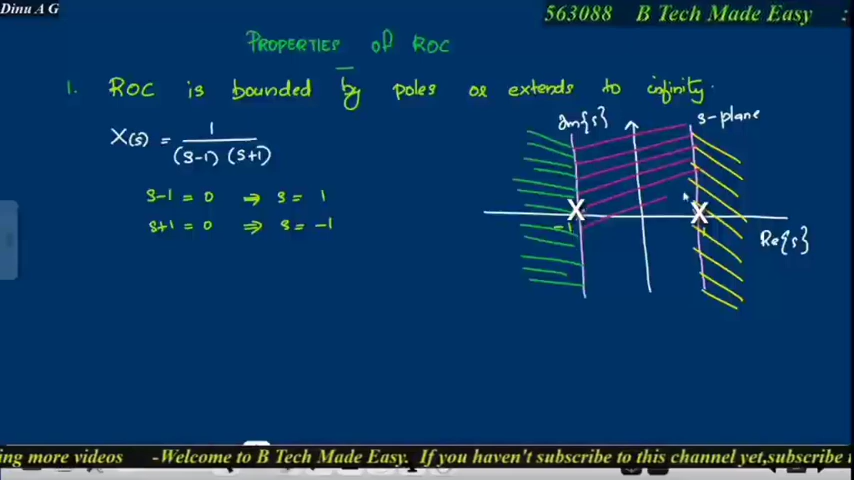 Dinu A G
563088 B Tech Made Easy :
PROPERTIES of ROC
1. ROC is bounded by poles or extends to infinity.
X(s) = 1 / (s-1) (s+1)
s-1 = 0 ⇒ s = 1
s+1 = 0 ⇒ s = -1
Im{s}
s-plane
X X
-1 1
Re{s}
ing more videos -Welcome to B Tech Made Easy. If you haven't subscribe to this channel yet,subscribe